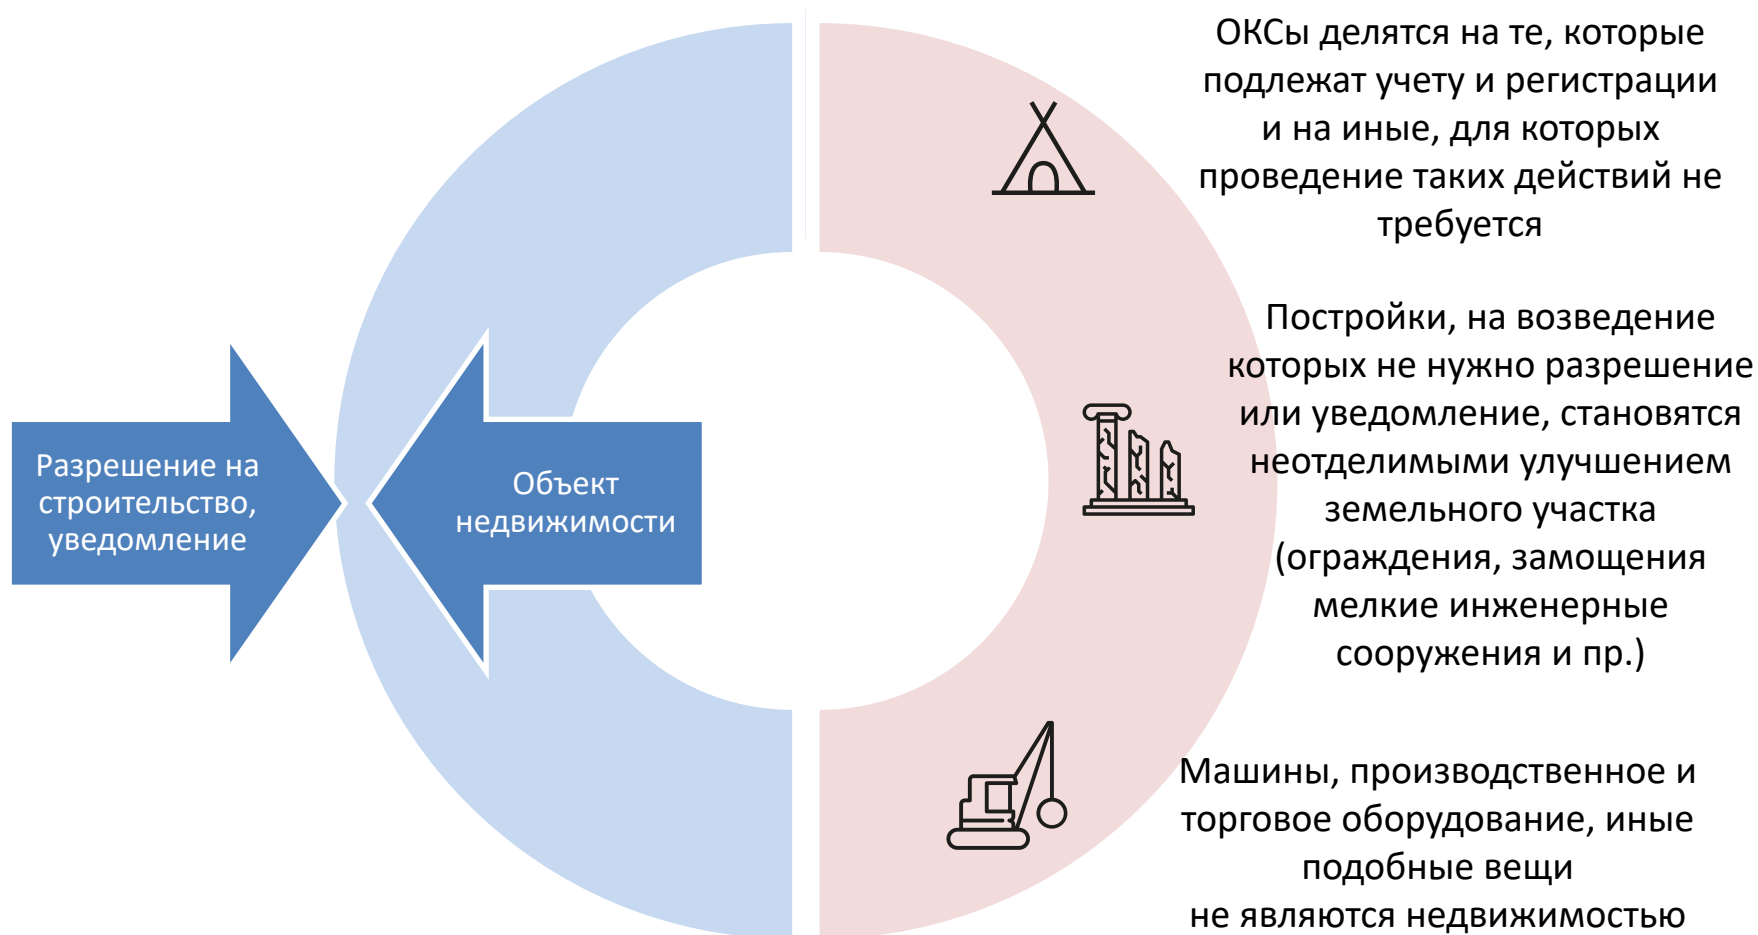 ОКСы делятся на те, которые
подлежат учету и регистрации
и на иные, для которых
проведение таких действий не
требуется
Постройки, на возведение
которых не нужно разрешение
или уведомление, становятся
неотделимыми улучшением
земельного участка
(ограждения, замощения
мелкие инженерные
сооружения и пр.)
Разрешение на
строительство,
уведомление
Объект
недвижимости
Машины, производственное и
торговое оборудование, иные
подобные вещи
не являются недвижимостью